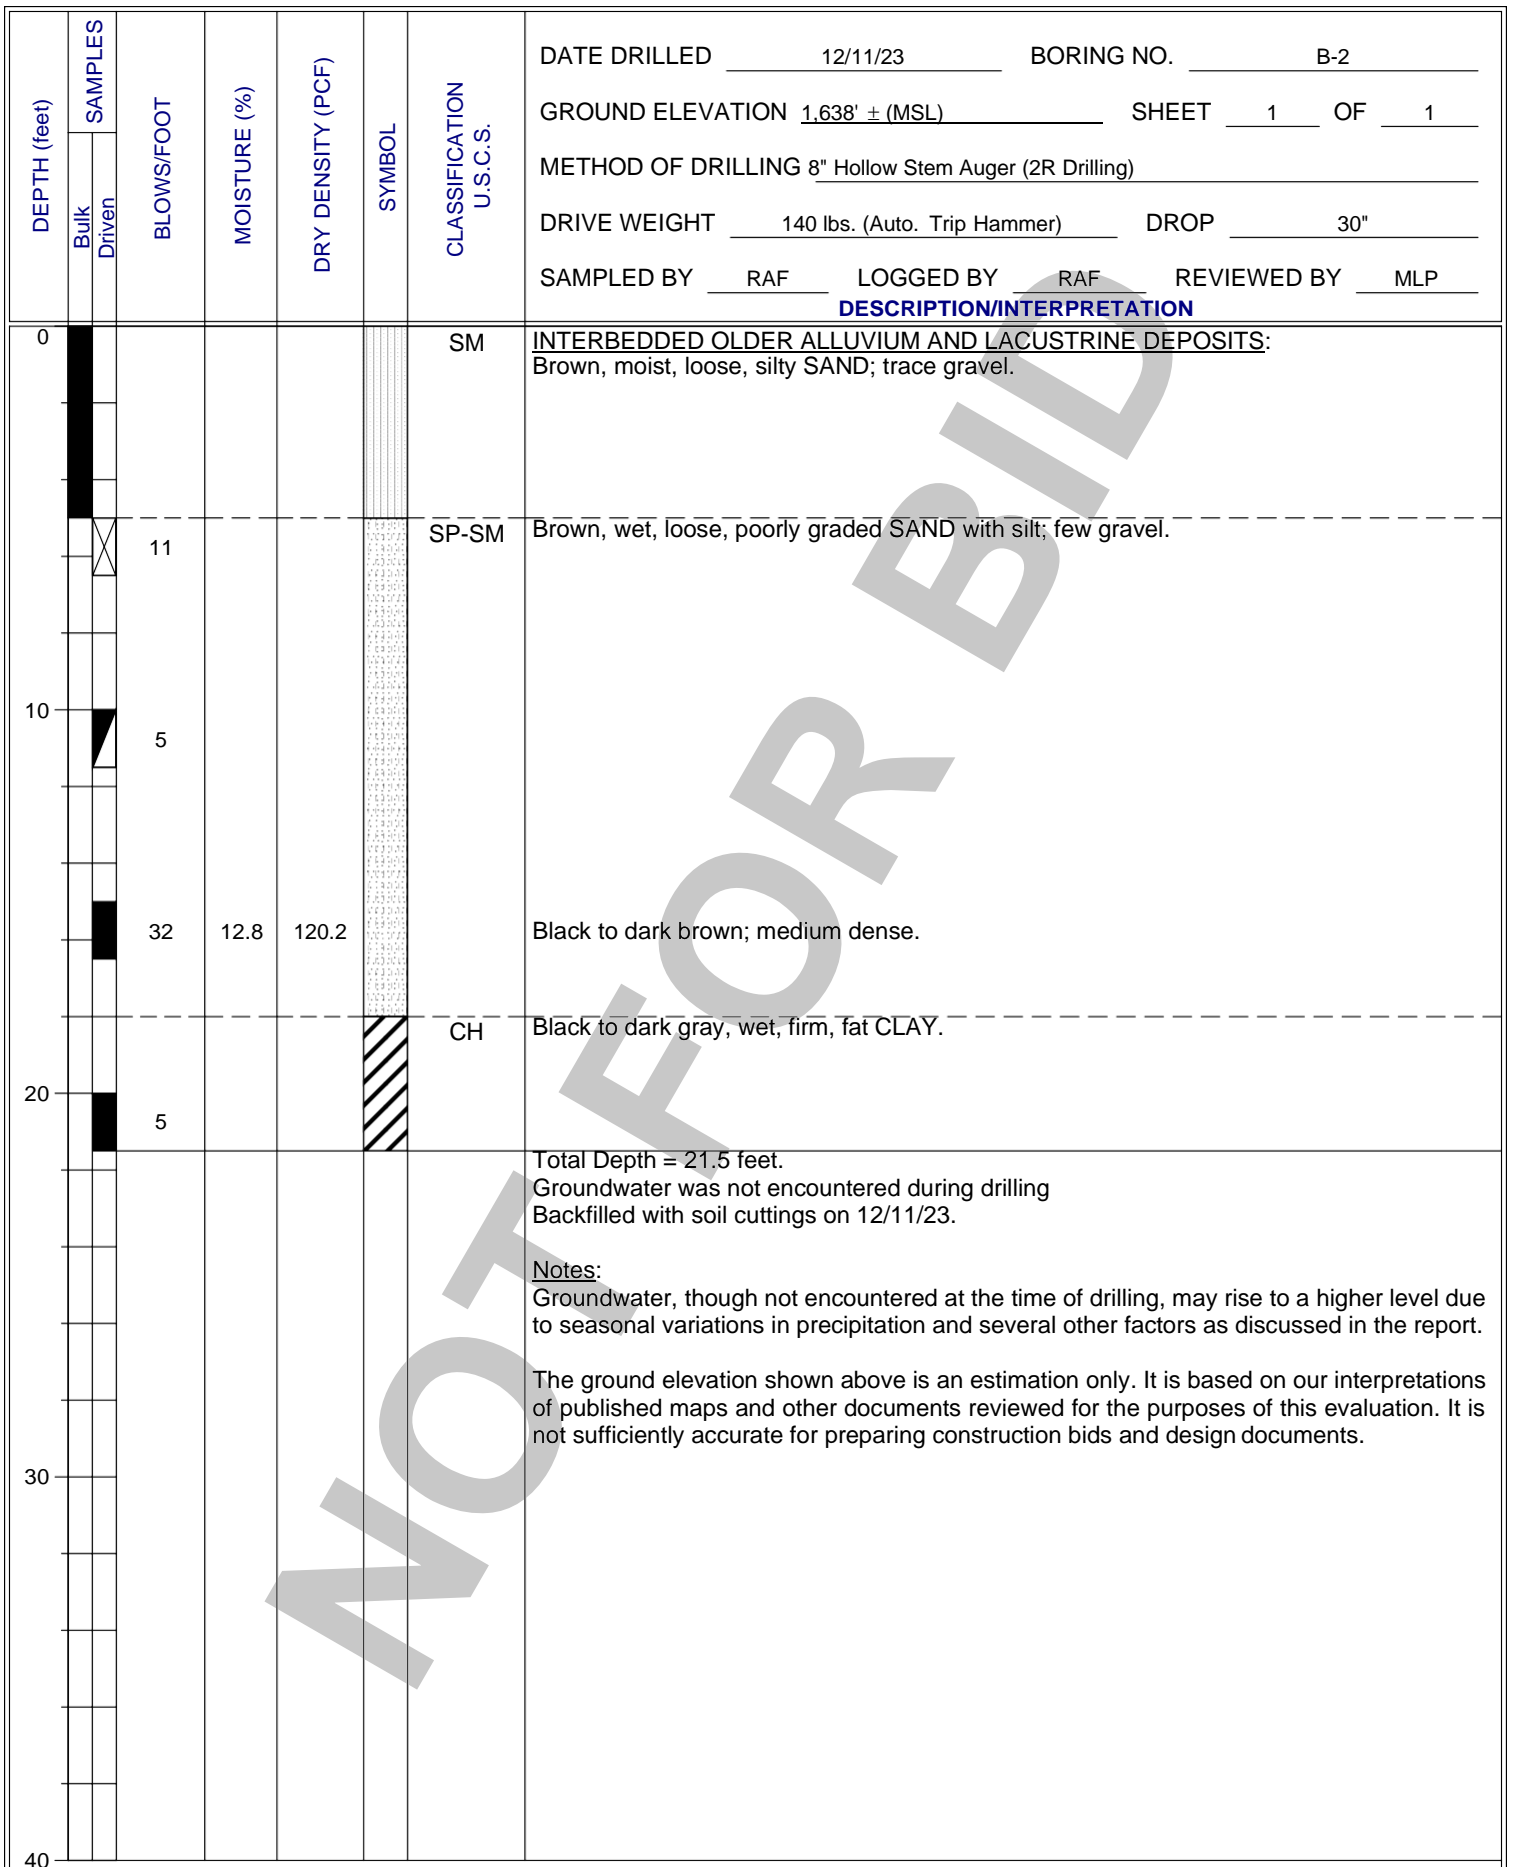 DEPTH (feet)
SAMPLES
Bulk
Driven
BLOWS/FOOT
MOISTURE (%)
DRY DENSITY (PCF)
SYMBOL
CLASSIFICATION
U.S.C.S.
DATE DRILLED 12/11/23 BORING NO. B-2
GROUND ELEVATION 1,638' ± (MSL) SHEET 1 OF 1
METHOD OF DRILLING 8" Hollow Stem Auger (2R Drilling)
DRIVE WEIGHT 140 lbs. (Auto. Trip Hammer) DROP 30"
SAMPLED BY RAF LOGGED BY RAF REVIEWED BY MLP
DESCRIPTION/INTERPRETATION
0 SM INTERBEDDED OLDER ALLUVIUM AND LACUSTRINE DEPOSITS:
Brown, moist, loose, silty SAND; trace gravel.
SP-SM Brown, wet, loose, poorly graded SAND with silt; few gravel.
11
10
5
32 12.8 120.2 Black to dark brown; medium dense.
CH Black to dark gray, wet, firm, fat CLAY.
20
5
Total Depth = 21.5 feet.
Groundwater was not encountered during drilling
Backfilled with soil cuttings on 12/11/23.
Notes:
Groundwater, though not encountered at the time of drilling, may rise to a higher level due
to seasonal variations in precipitation and several other factors as discussed in the report.
The ground elevation shown above is an estimation only. It is based on our interpretations
of published maps and other documents reviewed for the purposes of this evaluation. It is
not sufficiently accurate for preparing construction bids and design documents.
30
40
NOT FOR BID